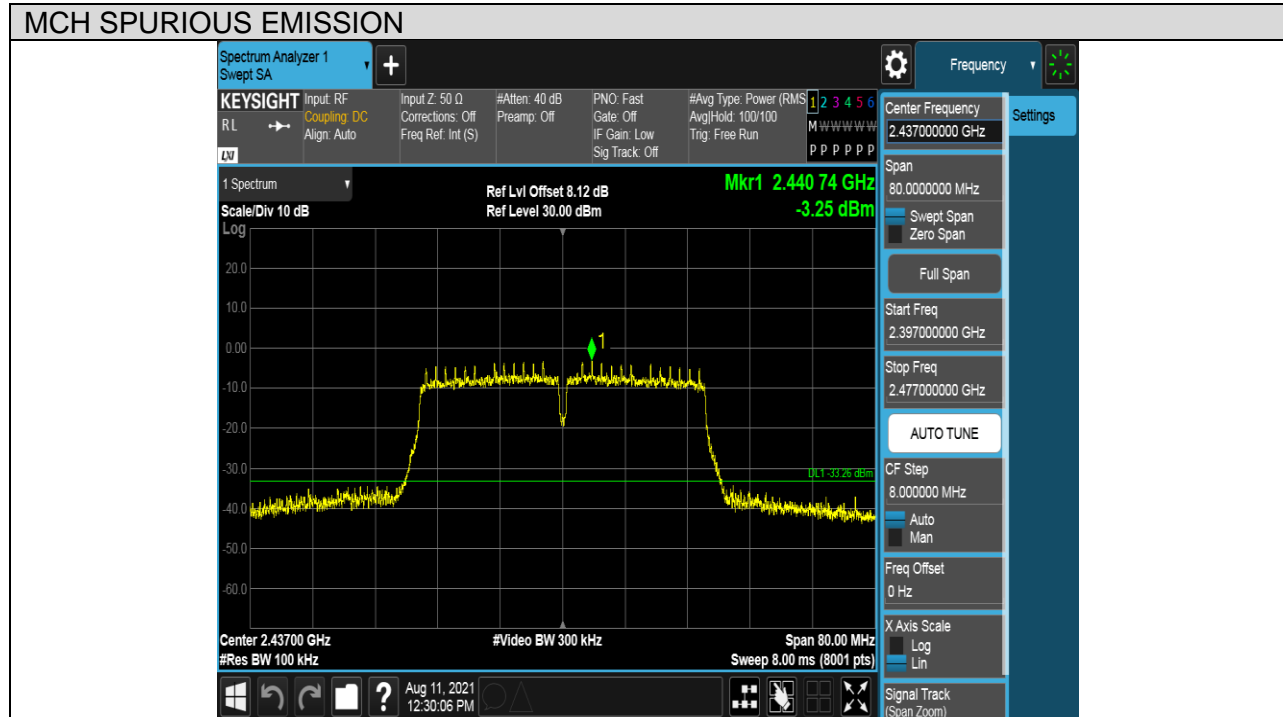 MCH SPURIOUS EMISSION
Spectrum Analyzer 1
Swept SA
+
Frequency
KEYSIGHT
RL
LXI
Input: RF
Coupling: DC
Align: Auto
Input Z: 50 Ω
Corrections: Off
Freq Ref: Int (S)
#Atten: 40 dB
Preamp: Off
PNO: Fast
Gate: Off
IF Gain: Low
Sig Track: Off
#Avg Type: Power (RMS
Avg|Hold: 100/100
Trig: Free Run
1 2 3 4 5 6
M W W W W W
P P P P P P
1 Spectrum
Scale/Div 10 dB
Ref Lvl Offset 8.12 dB
Ref Level 30.00 dBm
Mkr1 2.440 74 GHz
-3.25 dBm
Log
20.0
10.0
0.00
-10.0
-20.0
-30.0
-40.0
-50.0
-60.0
1
DL1 -33.26 dBm
Center 2.43700 GHz
#Res BW 100 kHz
#Video BW 300 kHz
Span 80.00 MHz
Sweep 8.00 ms (8001 pts)
?
Aug 11, 2021
12:30:06 PM
Center Frequency
2.437000000 GHz
Settings
Span
80.0000000 MHz
Swept Span
Zero Span
Full Span
Start Freq
2.397000000 GHz
Stop Freq
2.477000000 GHz
AUTO TUNE
CF Step
8.000000 MHz
Auto
Man
Freq Offset
0 Hz
X Axis Scale
Log
Lin
Signal Track
(Span Zoom)